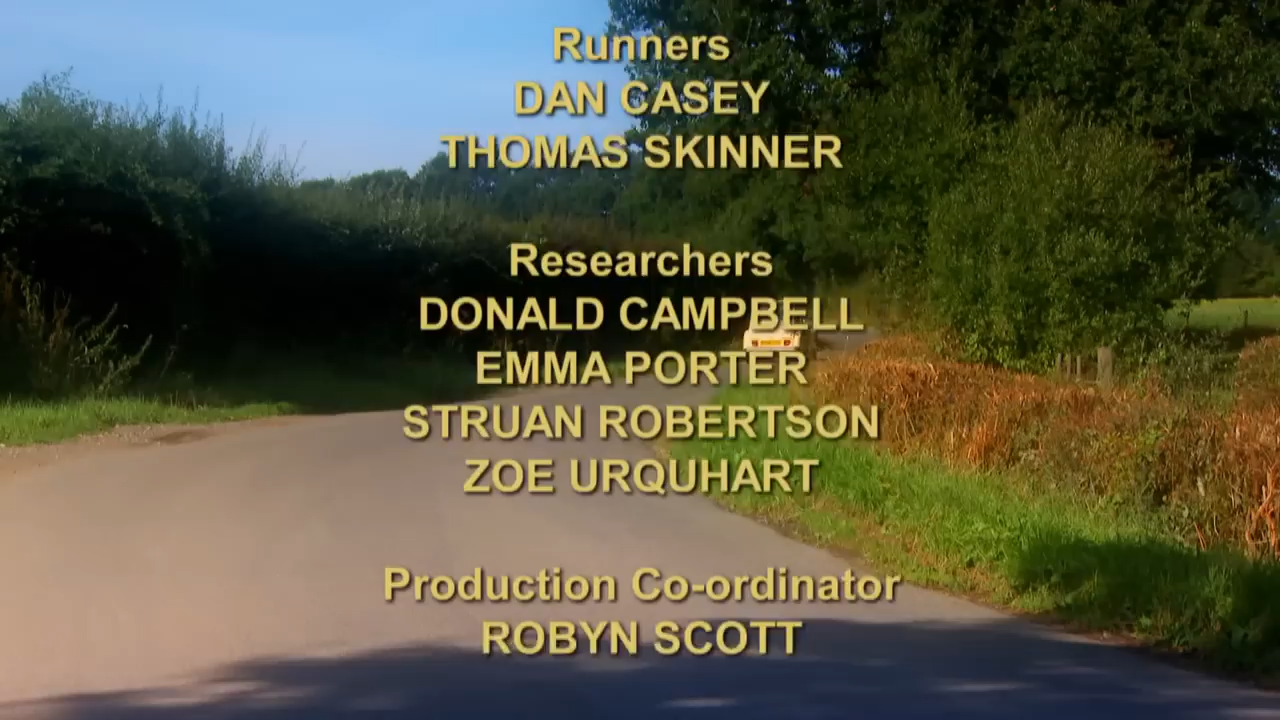 Runners
DAN CASEY
THOMAS SKINNER
Researchers
DONALD CAMPBELL
EMMA PORTER
STRUAN ROBERTSON
ZOE URQUHART
Production Co-ordinator
ROBYN SCOTT